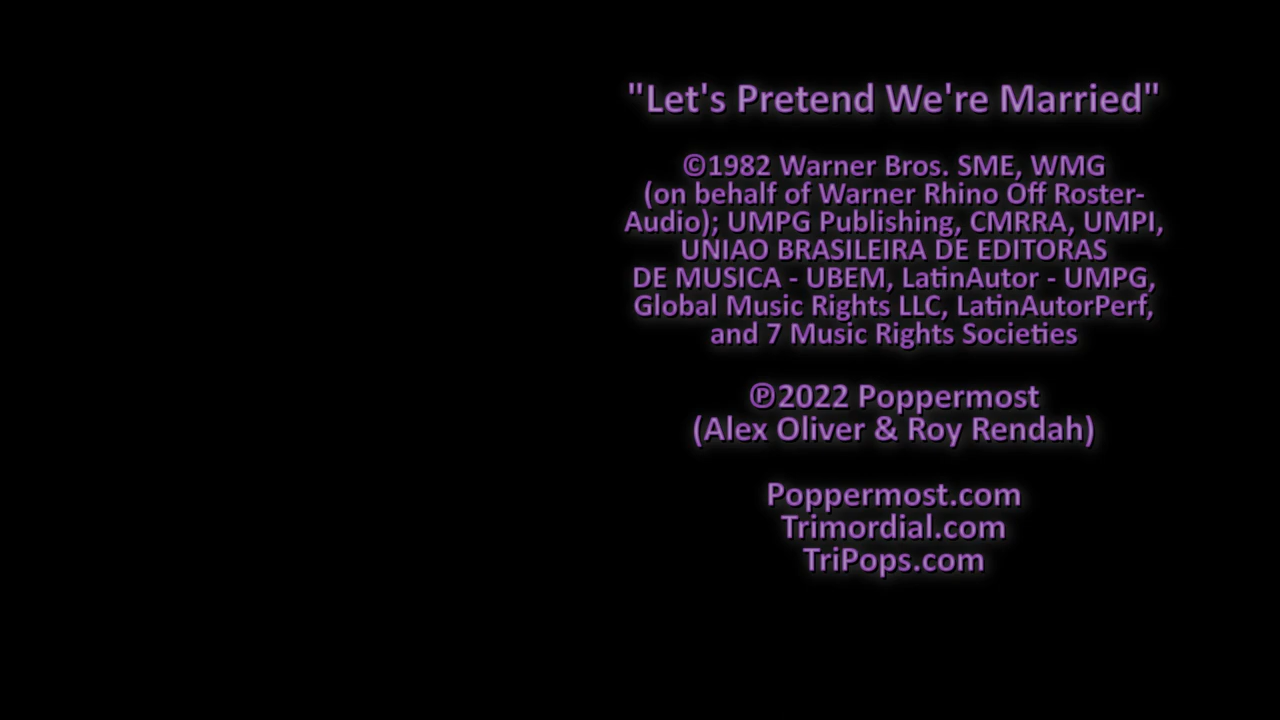 "Let's Pretend We're Married"
©1982 Warner Bros. SME, WMG
(on behalf of Warner Rhino Off Roster-
Audio); UMPG Publishing, CMRRA, UMPI,
UNIAO BRASILEIRA DE EDITORAS
DE MUSICA - UBEM, LatinAutor - UMPG,
Global Music Rights LLC, LatinAutorPerf,
and 7 Music Rights Societies
℗2022 Poppermost
(Alex Oliver & Roy Rendah)
Poppermost.com
Trimordial.com
TriPops.com